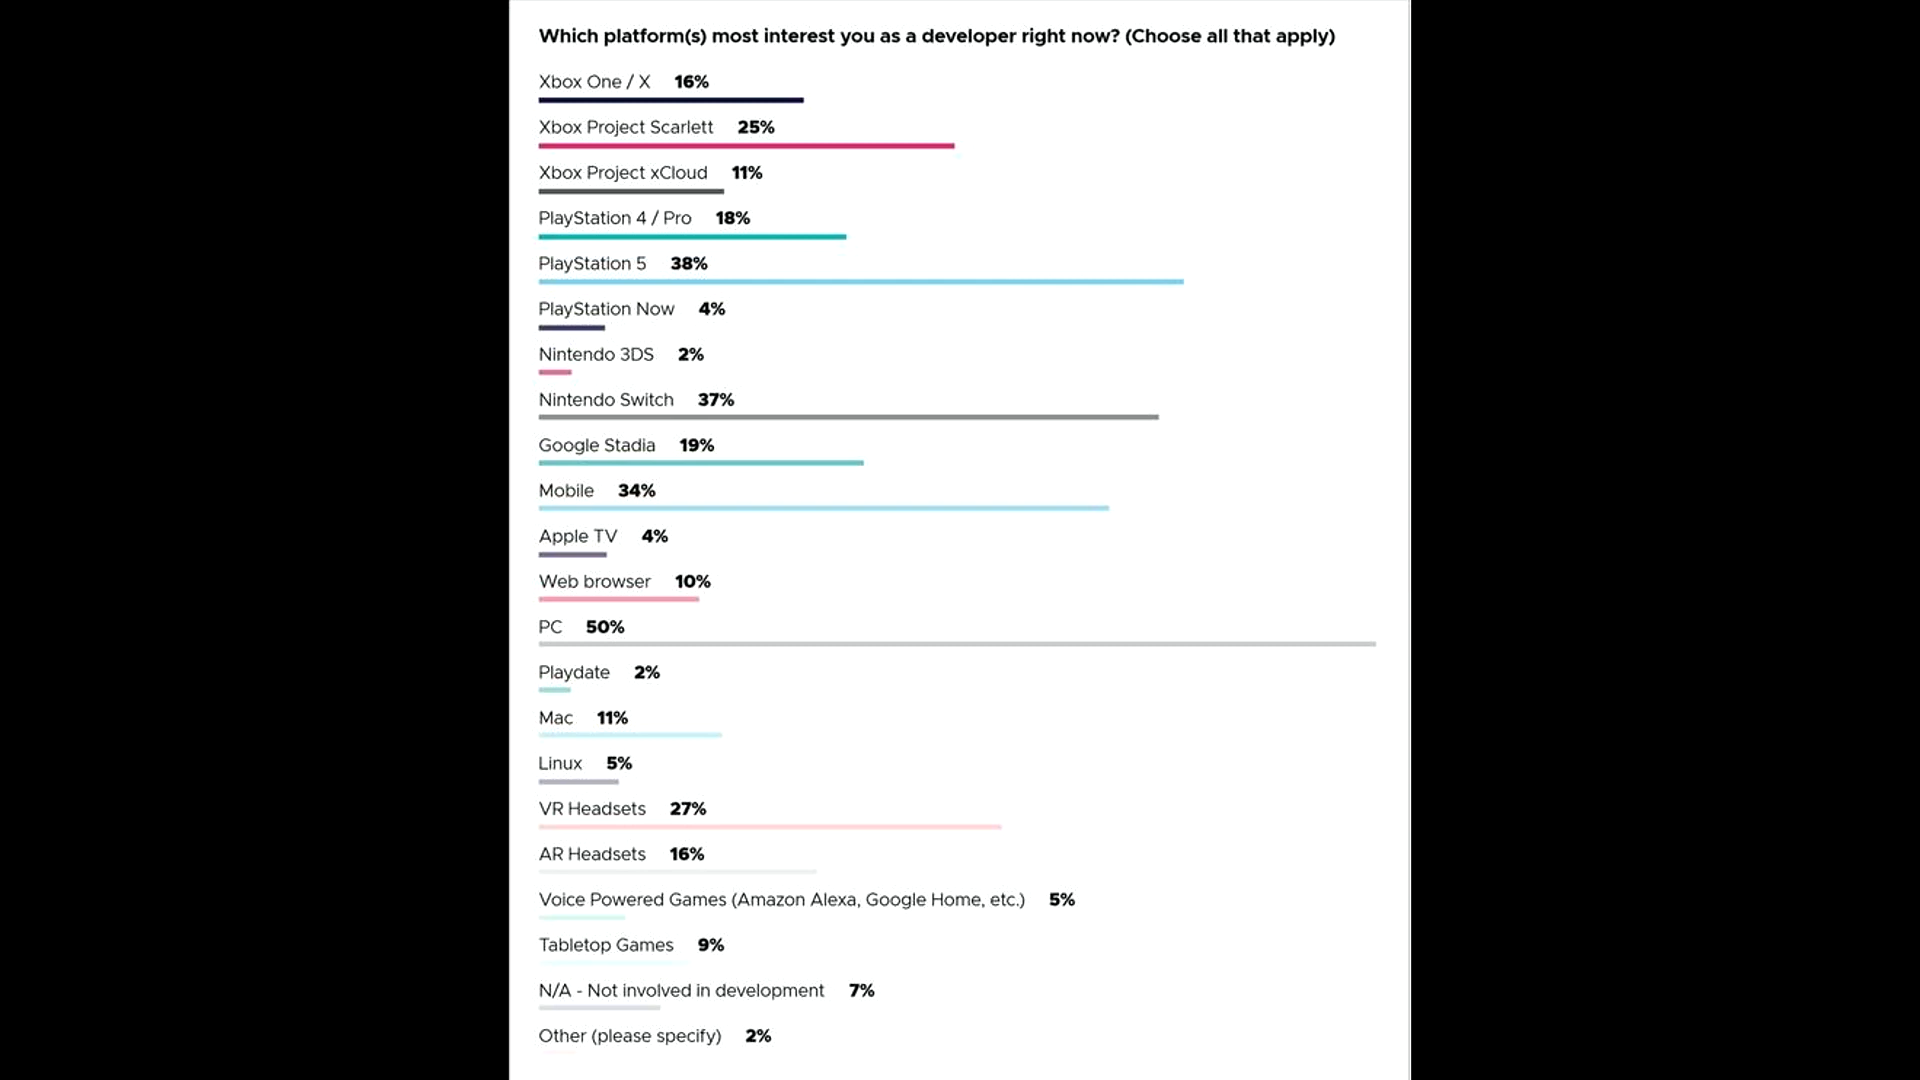 Which platform(s) most interest you as a developer right now? (Choose all that apply)
Xbox One / X 16%
Xbox Project Scarlett 25%
Xbox Project xCloud 11%
PlayStation 4 / Pro 18%
PlayStation 5 38%
PlayStation Now 4%
Nintendo 3DS 2%
Nintendo Switch 37%
Google Stadia 19%
Mobile 34%
Apple TV 4%
Web browser 10%
PC 50%
Playdate 2%
Mac 11%
Linux 5%
VR Headsets 27%
AR Headsets 16%
Voice Powered Games (Amazon Alexa, Google Home, etc.) 5%
Tabletop Games 9%
N/A - Not involved in development 7%
Other (please specify) 2%